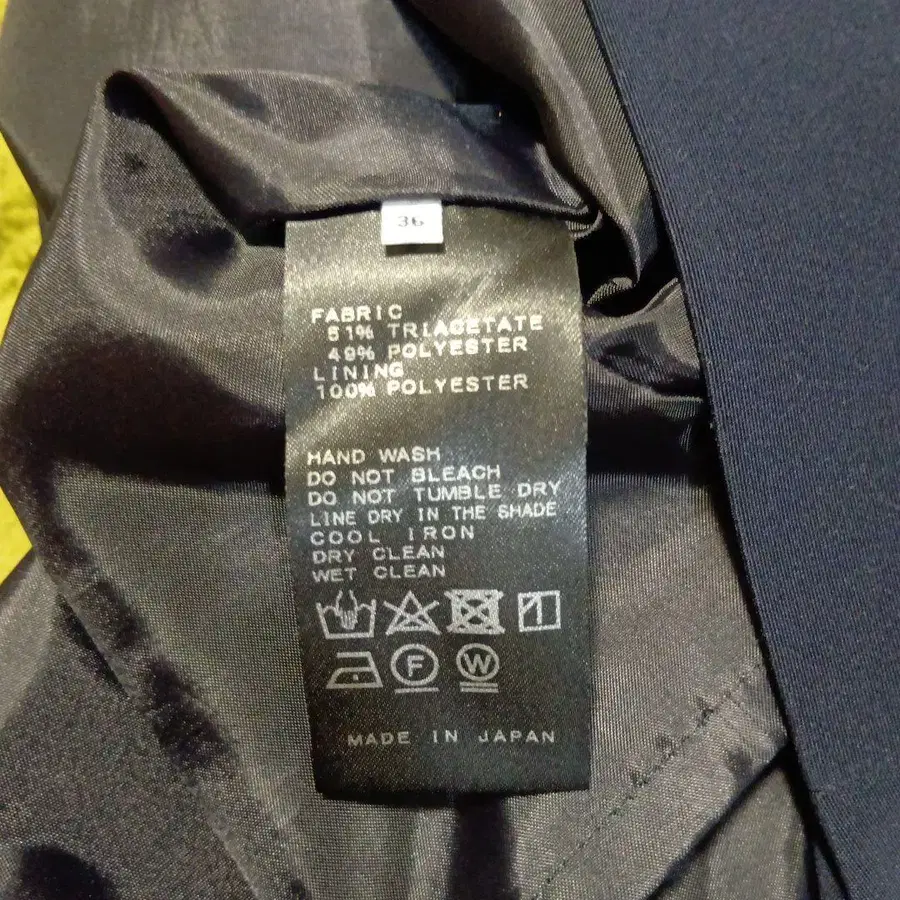 36
FABRIC
51% TRIACETATE
49% POLYESTER
LINING
100% POLYESTER
HAND WASH
DO NOT BLEACH
DO NOT TUMBLE DRY
LINE DRY IN THE SHADE
COOL IRON
DRY CLEAN
WET CLEAN
F W
MADE IN JAPAN